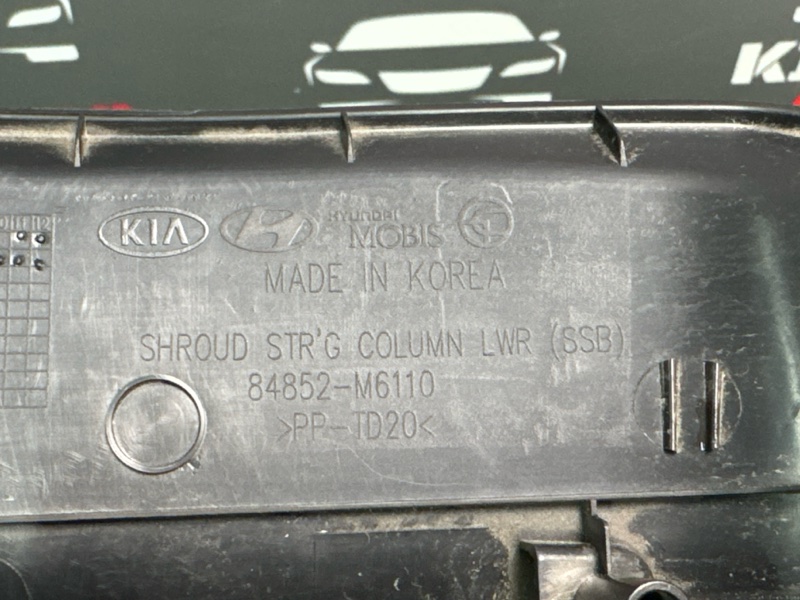 KIA HYUNDAI MOBIS
MADE IN KOREA
SHROUD STR'G COLUMN LWR (SSB)
84852-M6110
>PP-TD20<